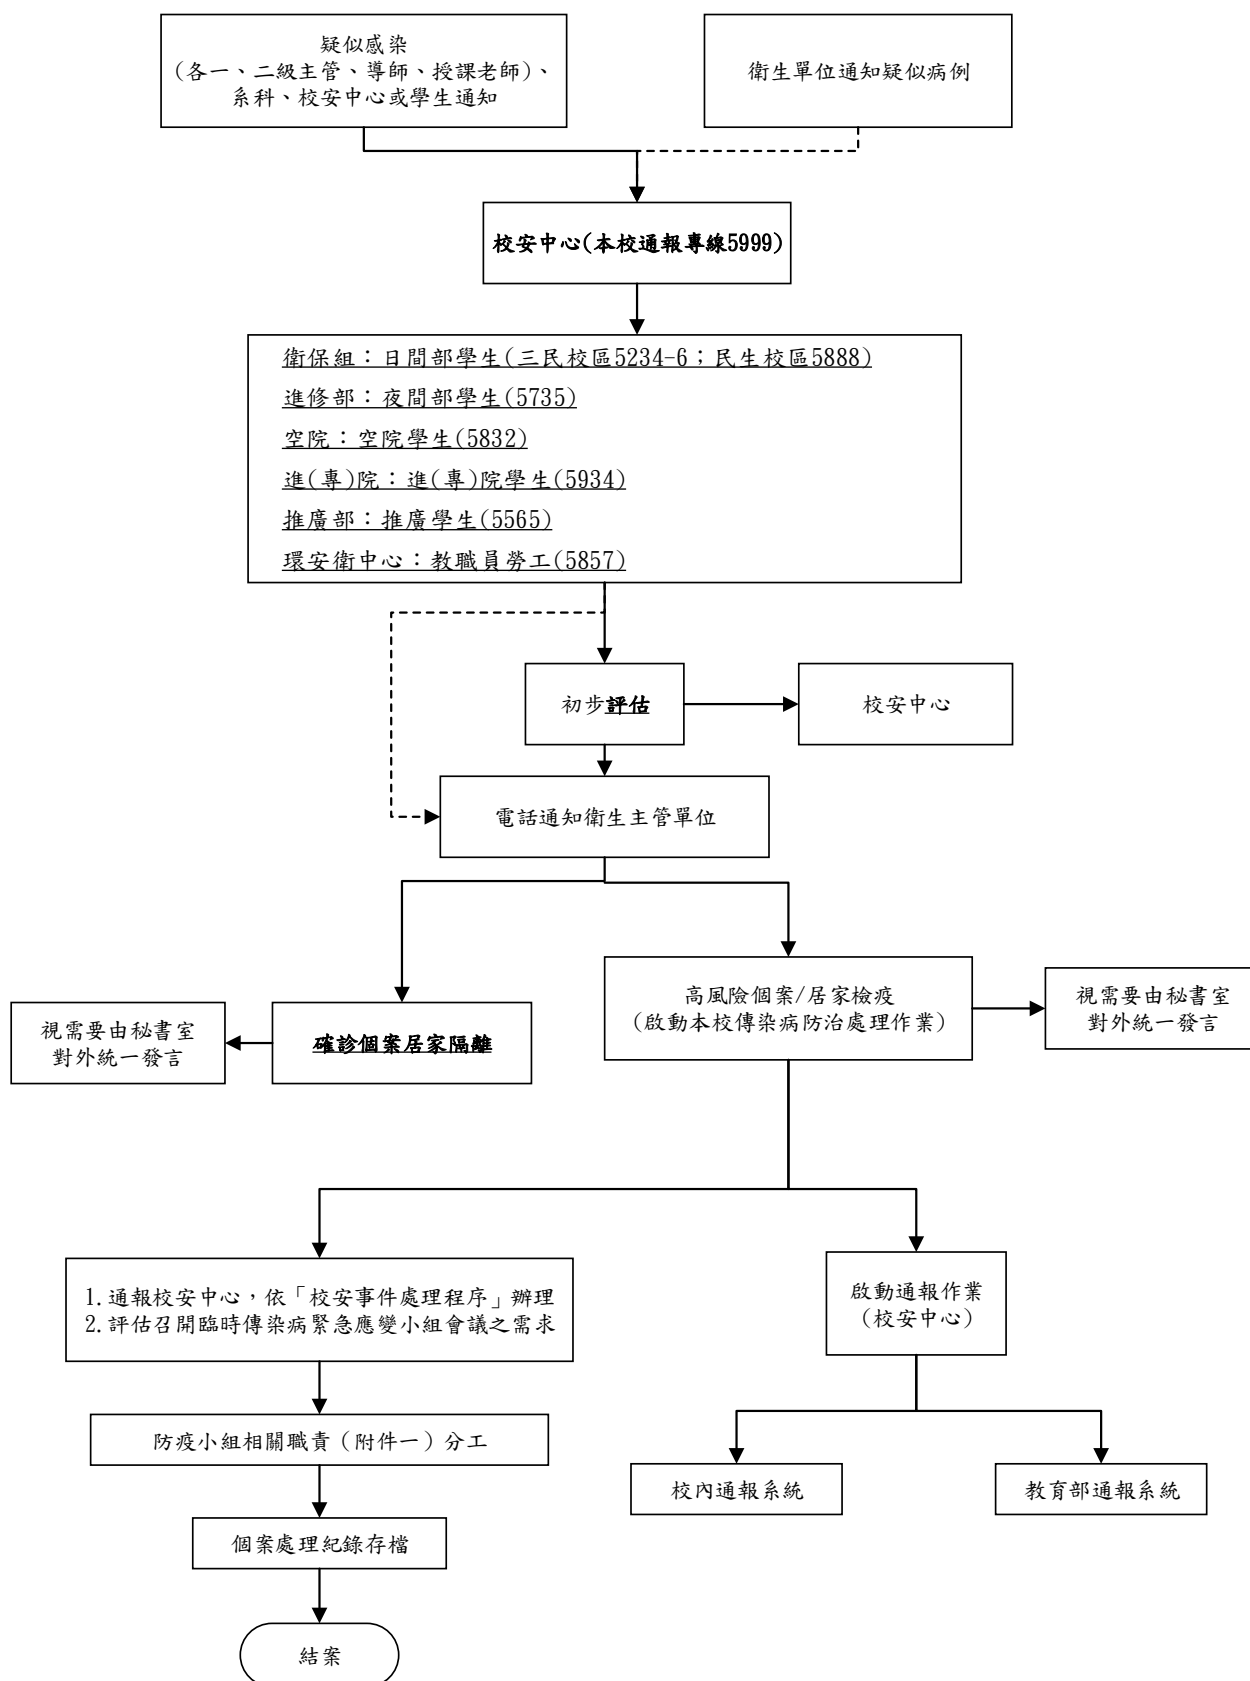 疑似感染
(各一、二級主管、導師、授課老師)、
系科、校安中心或學生通知
衛生單位通知疑似病例
校安中心(本校通報專線5999)
衛保組：日間部學生(三民校區5234-6；民生校區5888)
進修部：夜間部學生(5735)
空院：空院學生(5832)
進(專)院：進(專)院學生(5934)
推廣部：推廣學生(5565)
環安衛中心：教職員勞工(5857)
初步評估
校安中心
電話通知衛生主管單位
視需要由秘書室
對外統一發言
確診個案居家隔離
高風險個案/居家檢疫
(啟動本校傳染病防治處理作業)
視需要由秘書室
對外統一發言
1.通報校安中心，依「校安事件處理程序」辦理
2.評估召開臨時傳染病緊急應變小組會議之需求
啟動通報作業
(校安中心)
防疫小組相關職責（附件一）分工
校內通報系統
教育部通報系統
個案處理紀錄存檔
結案